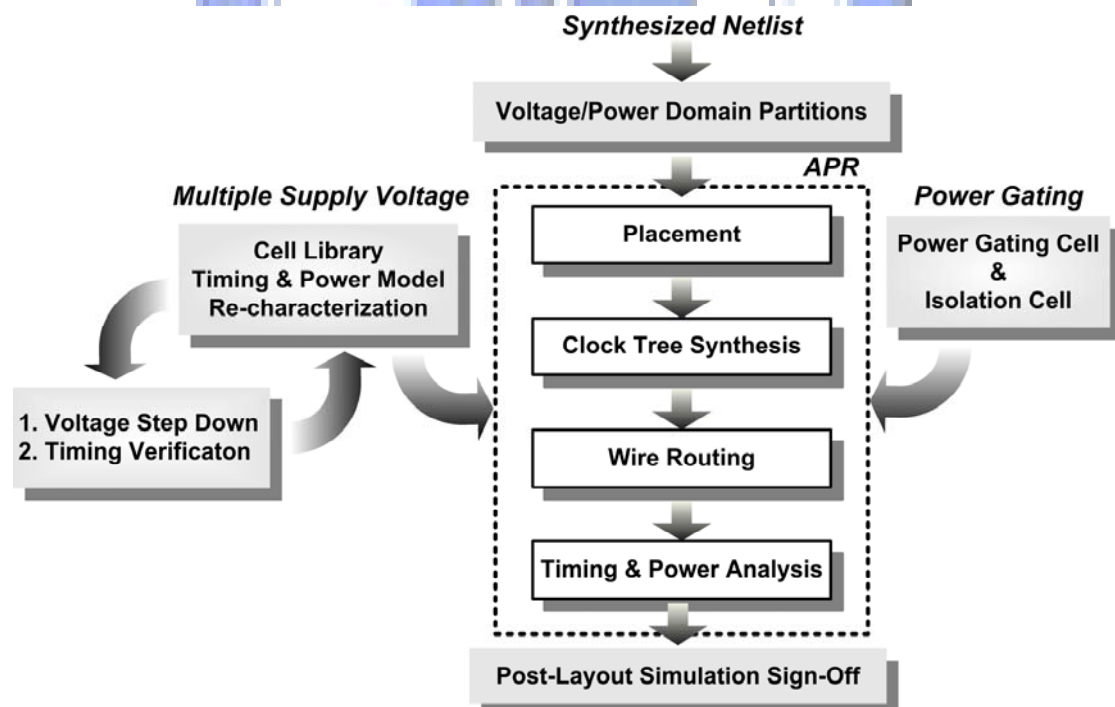 Synthesized Netlist
Voltage/Power Domain Partitions
APR
Multiple Supply Voltage
Cell Library
Timing & Power Model
Re-characterization
1. Voltage Step Down
2. Timing Verificaton
Placement
Clock Tree Synthesis
Wire Routing
Timing & Power Analysis
Power Gating
Power Gating Cell
&
Isolation Cell
Post-Layout Simulation Sign-Off